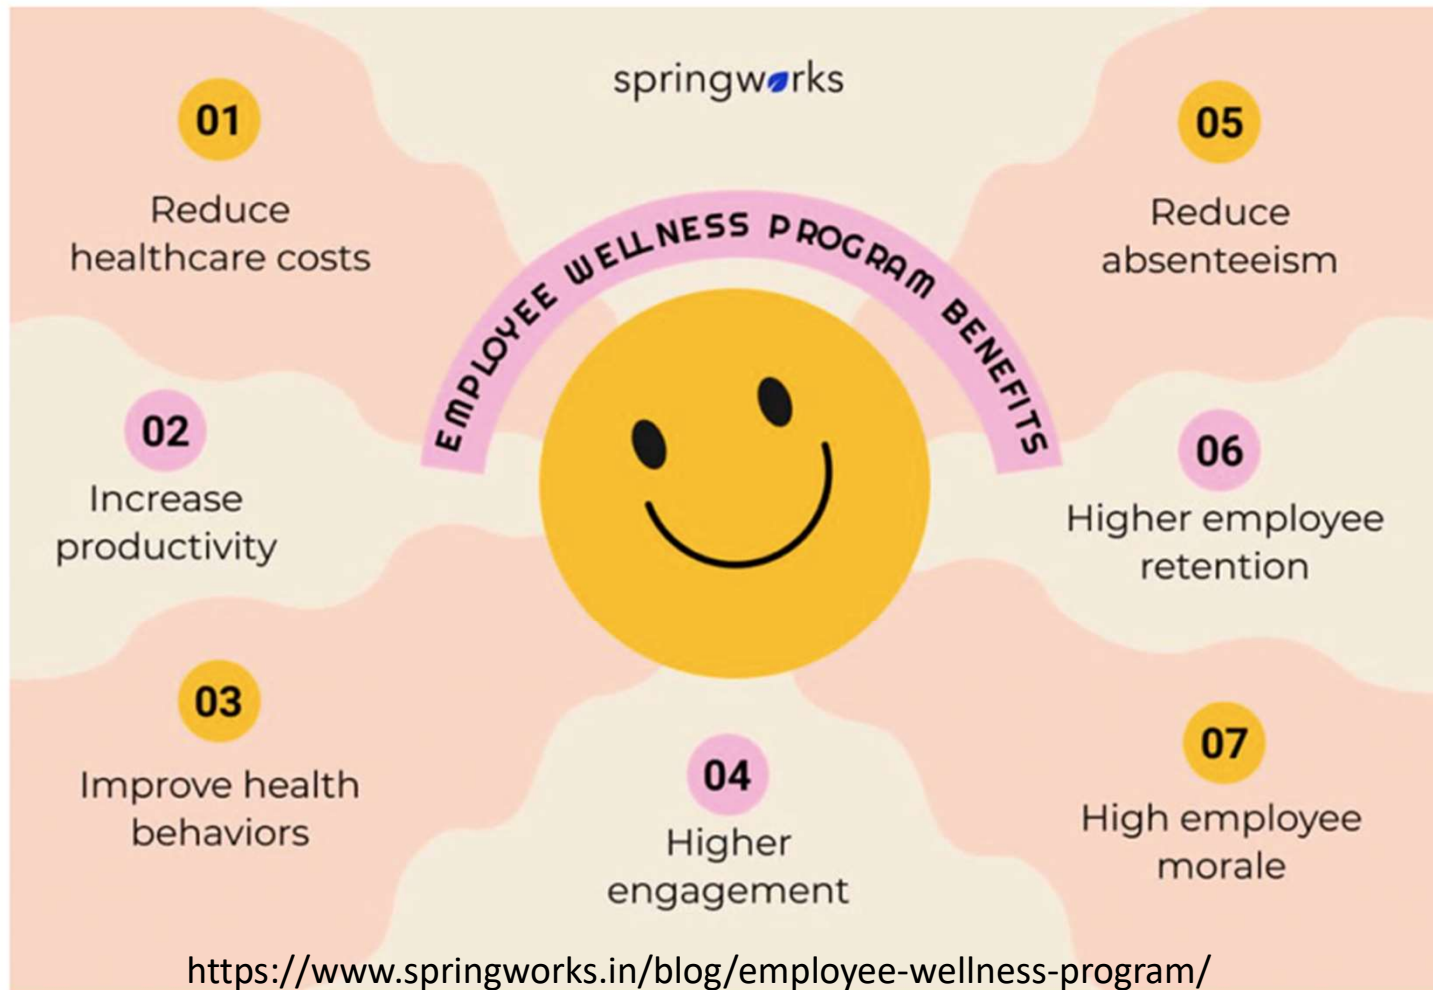 springworks
EMPLOYEE WELLNESS PROGRAM BENEFITS
01
Reduce
healthcare costs
02
Increase
productivity
03
Improve health
behaviors
04
Higher
engagement
05
Reduce
absenteeism
06
Higher employee
retention
07
High employee
morale
https://www.springworks.in/blog/employee-wellness-program/